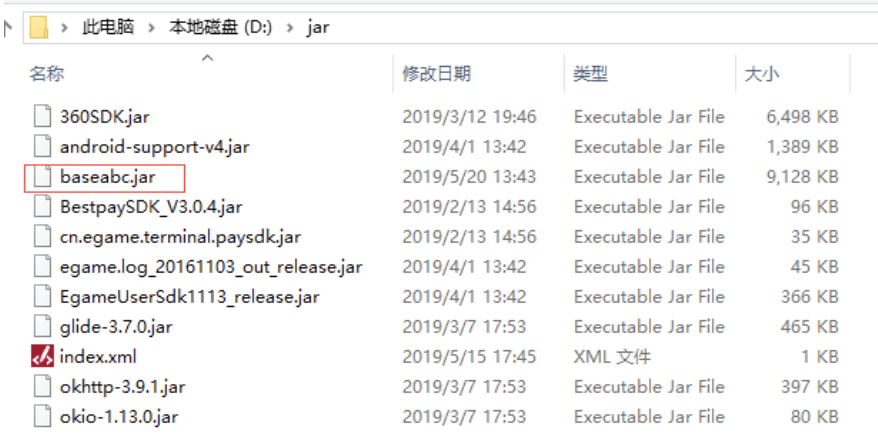 此电脑 › 本地磁盘 (D:) › jar
名称 修改日期 类型 大小
360SDK.jar 2019/3/12 19:46 Executable Jar File 6,498 KB
android-support-v4.jar 2019/4/1 13:42 Executable Jar File 1,389 KB
baseabc.jar 2019/5/20 13:43 Executable Jar File 9,128 KB
BestpaySDK_V3.0.4.jar 2019/2/13 14:56 Executable Jar File 96 KB
cn.egame.terminal.paysdk.jar 2019/2/13 14:56 Executable Jar File 35 KB
egame.log_20161103_out_release.jar 2019/4/1 13:42 Executable Jar File 45 KB
EgameUserSdk1113_release.jar 2019/4/1 13:42 Executable Jar File 366 KB
glide-3.7.0.jar 2019/3/7 17:53 Executable Jar File 465 KB
index.xml 2019/5/15 17:45 XML 文件 1 KB
okhttp-3.9.1.jar 2019/3/7 17:53 Executable Jar File 397 KB
okio-1.13.0.jar 2019/3/7 17:53 Executable Jar File 80 KB